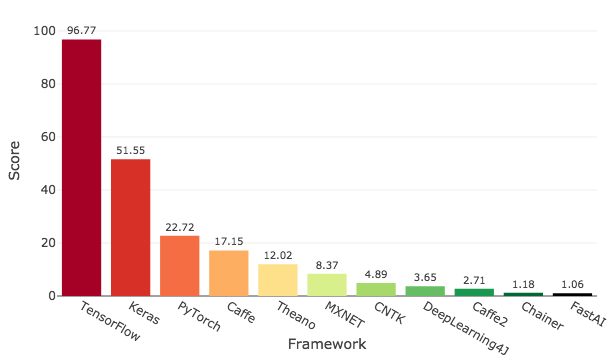 100
80
60
40
20
0
Score
96.77
51.55
22.72
17.15
12.02
8.37
4.89
3.65
2.71
1.18
1.06
TensorFlow
Keras
PyTorch
Caffe
Theano
MXNET
CNTK
DeepLearning4J
Caffe2
Chainer
FastAI
Framework